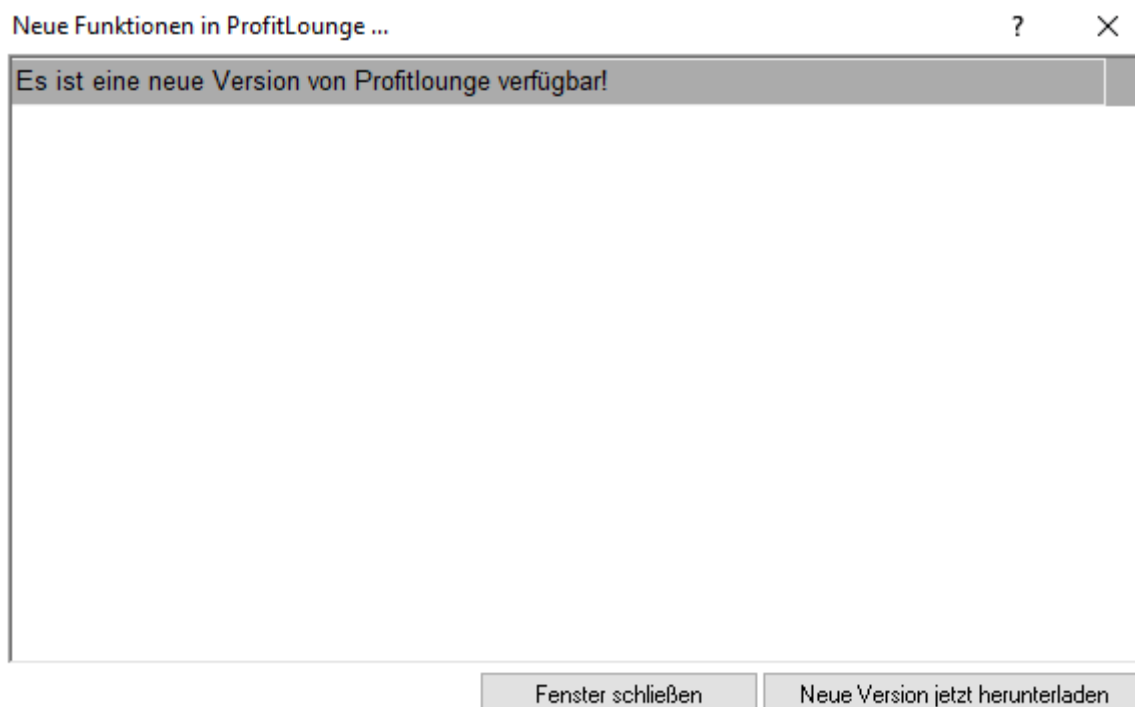 Neue Funktionen in ProfitLounge ...
?
Es ist eine neue Version von Profitlounge verfügbar!
Fenster schließen
Neue Version jetzt herunterladen